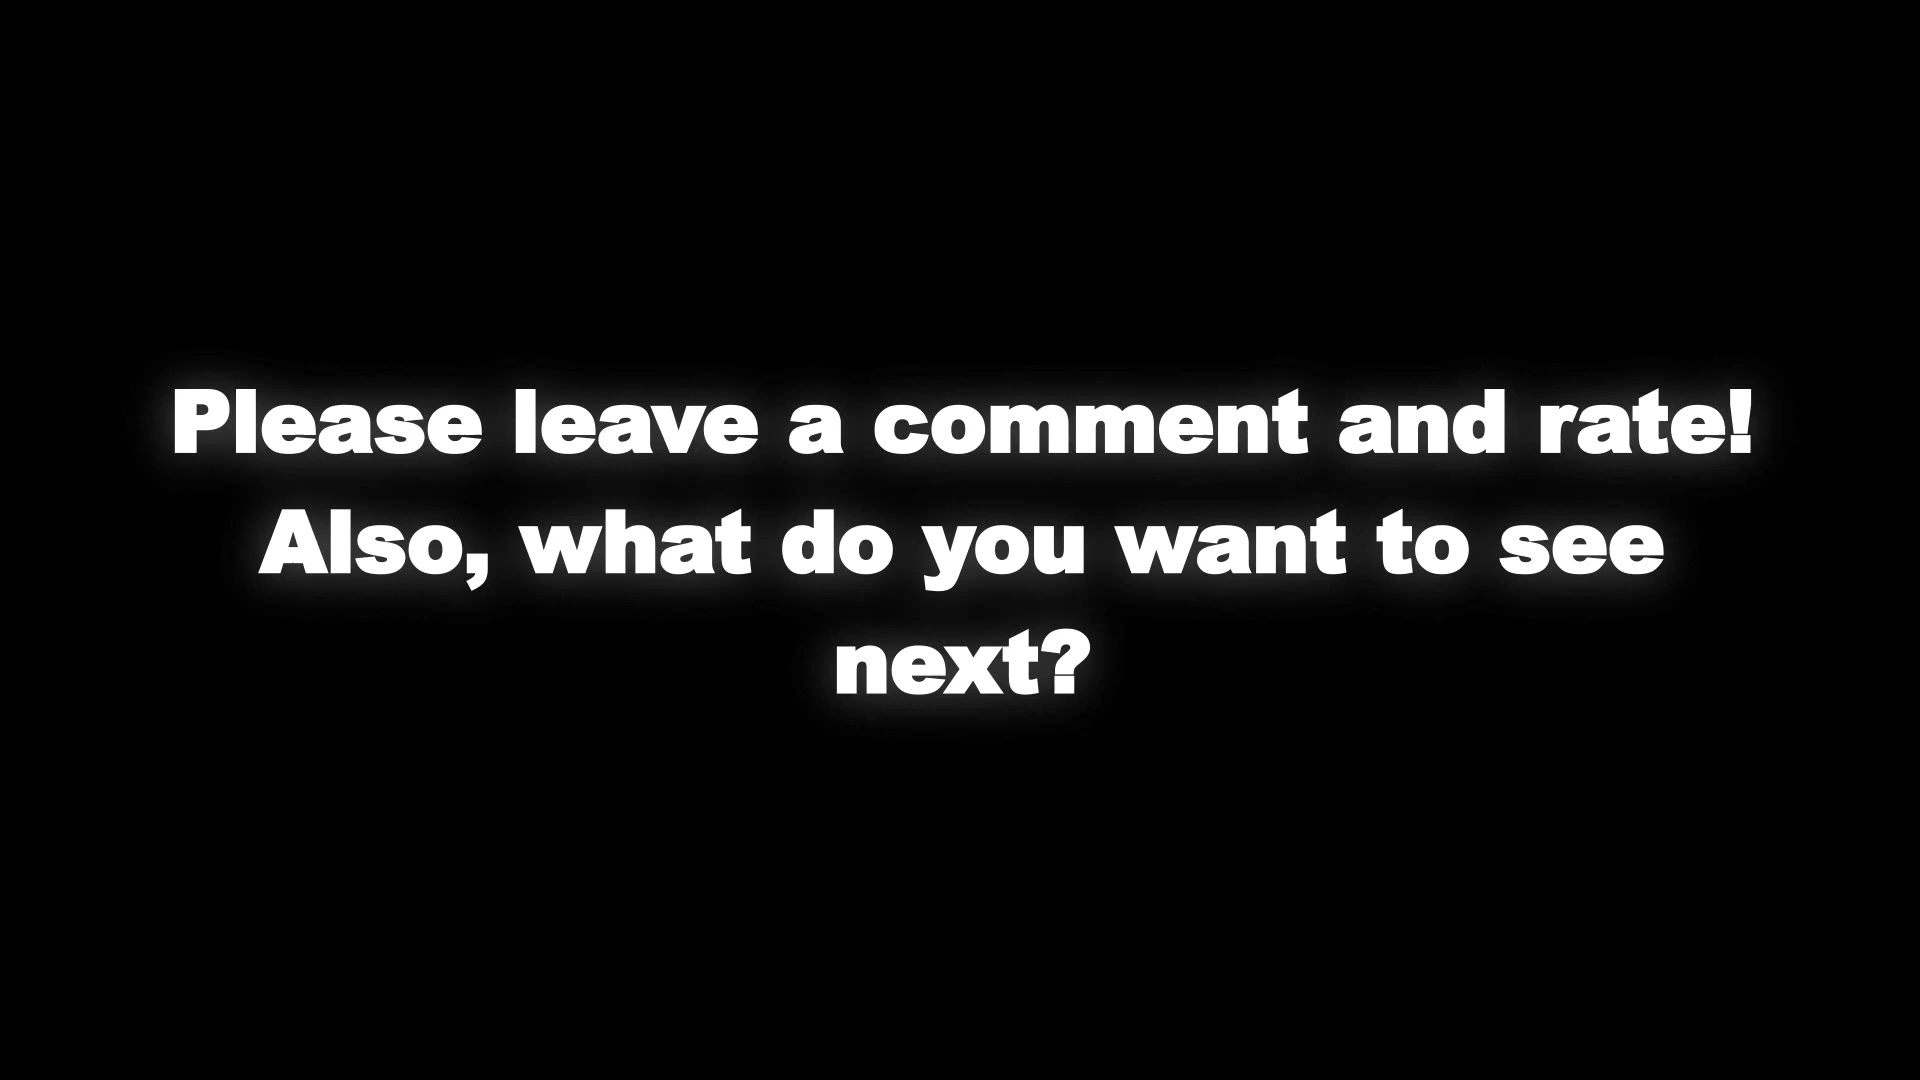 Please leave a comment and rate!
Also, what do you want to see
next?